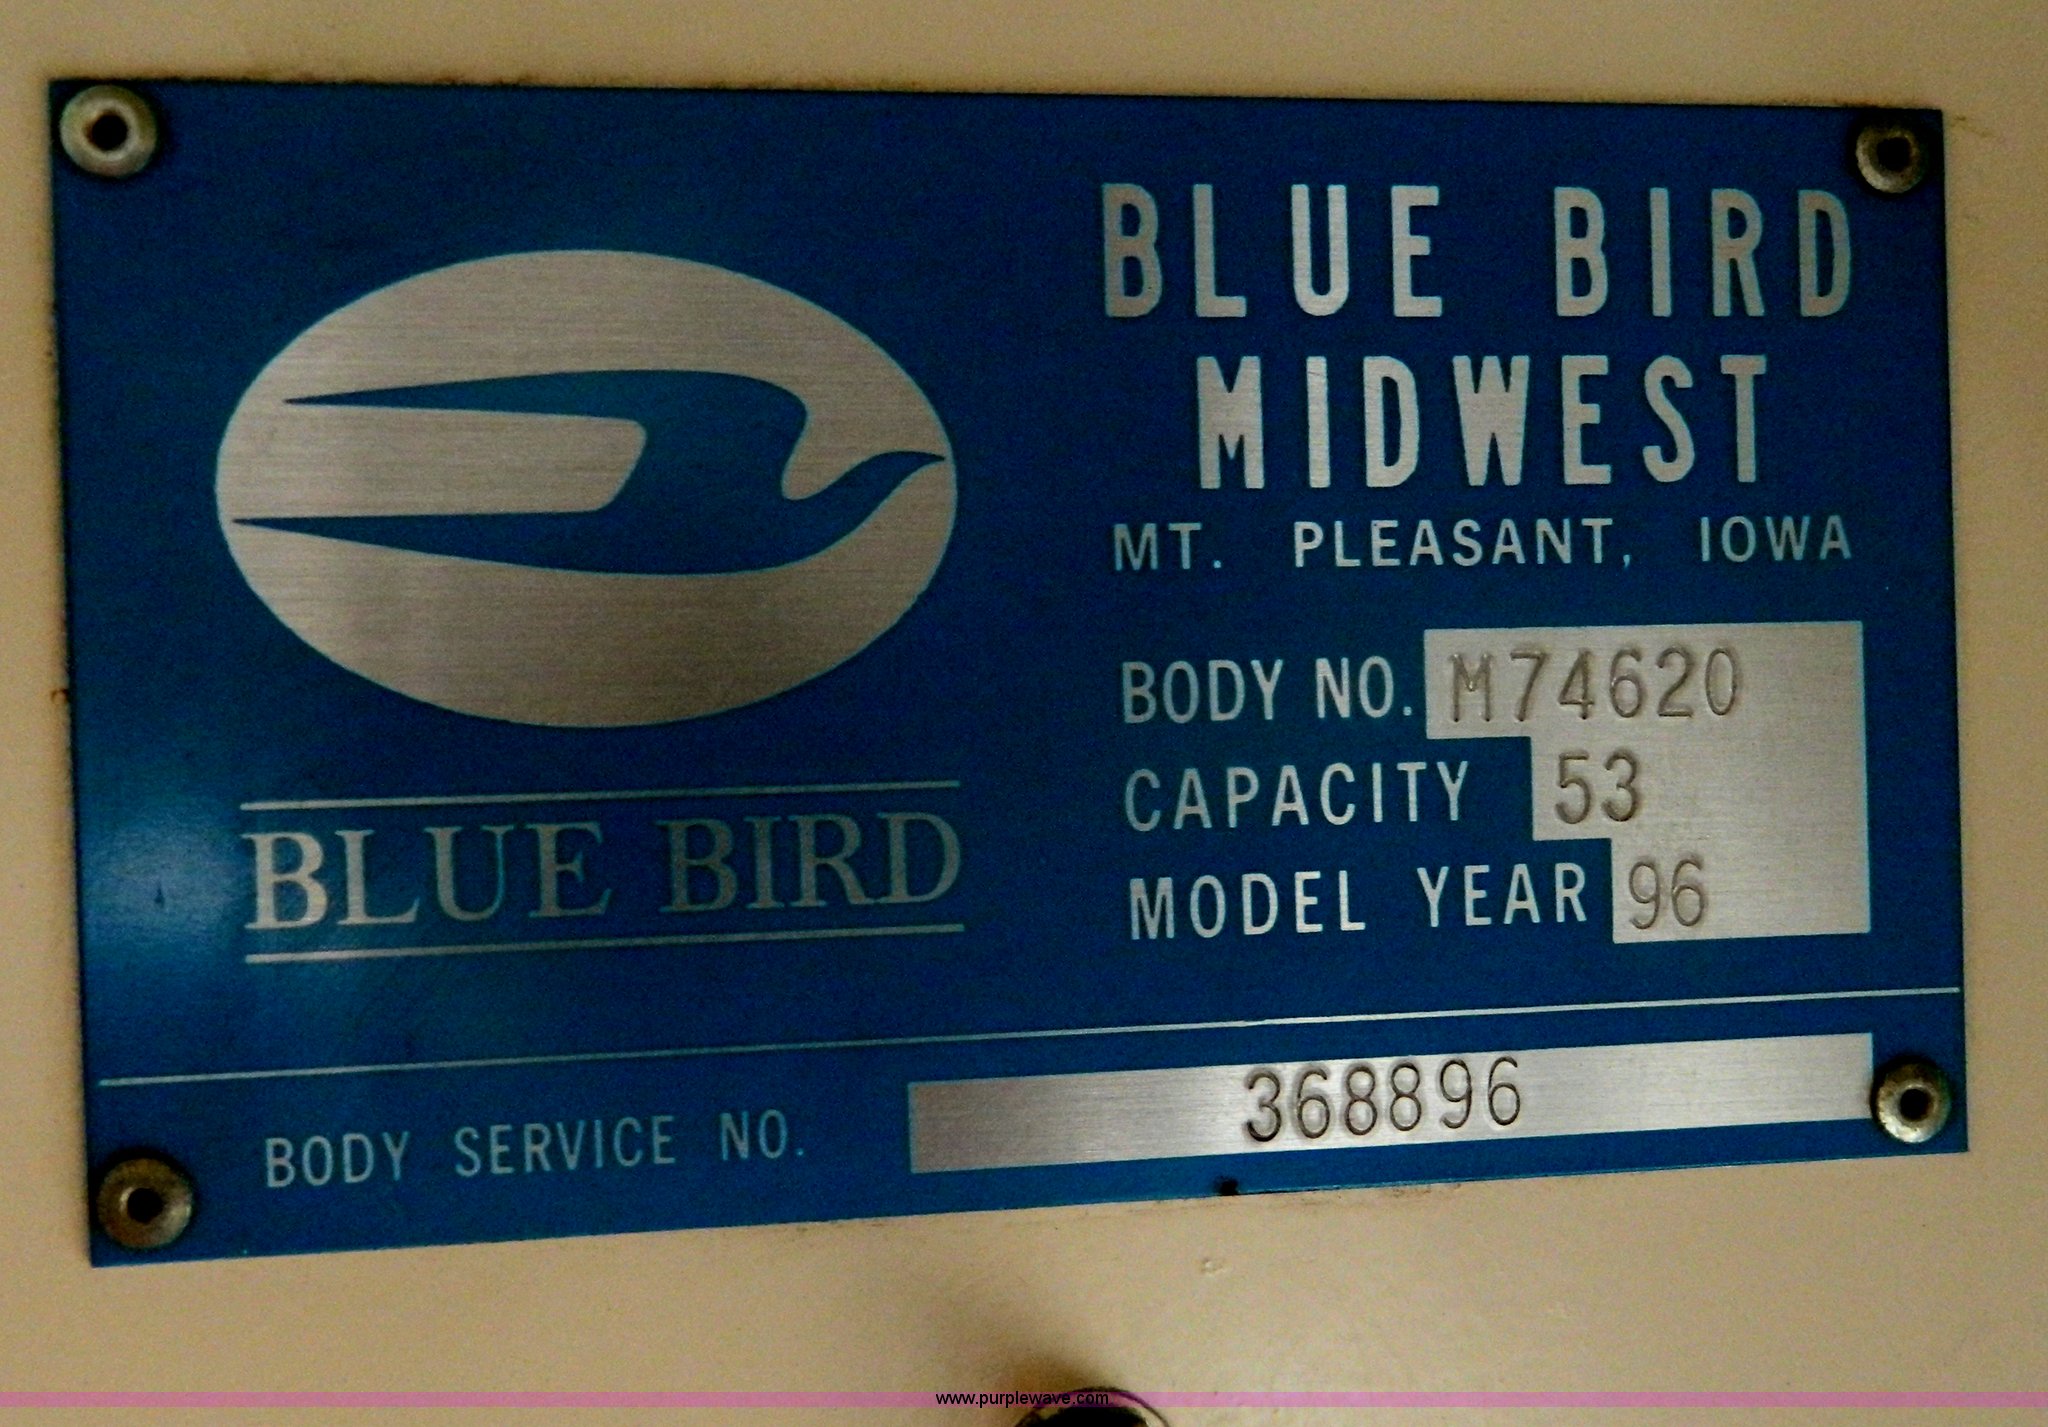 BLUE BIRD
MIDWEST
MT. PLEASANT, IOWA
BODY NO. M74620
CAPACITY 53
MODEL YEAR 96
BLUE BIRD
BODY SERVICE NO. 368896
www.purplewave.com